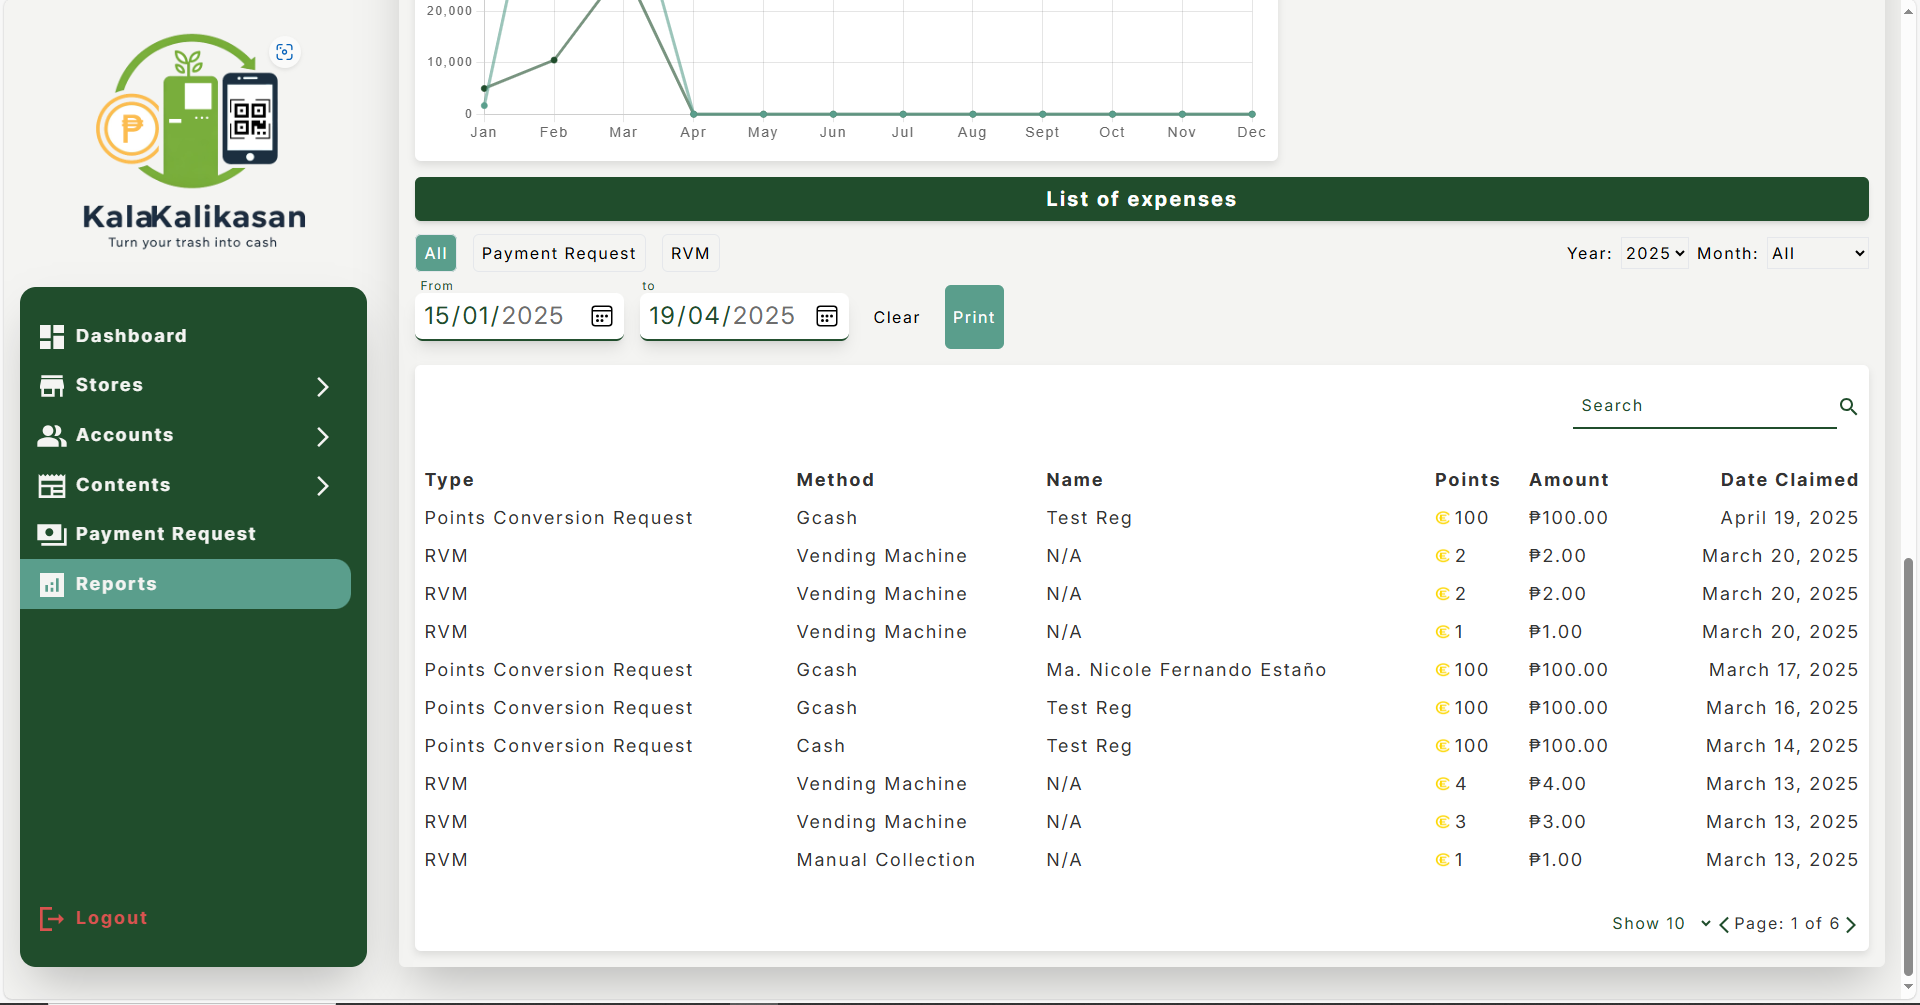 KalaKalikasan
Turn your trash into cash
Dashboard
Stores
Accounts
Contents
Payment Request
Reports
Logout
20,000
10,000
0
Jan Feb Mar Apr May Jun Jul Aug Sept Oct Nov Dec
List of expenses
All Payment Request RVM Year: 2025 Month: All
From to
15/01/2025 19/04/2025 Clear Print
Search
Type Method Name Points Amount Date Claimed
Points Conversion Request Gcash Test Reg 100 ₱100.00 April 19, 2025
RVM Vending Machine N/A 2 ₱2.00 March 20, 2025
RVM Vending Machine N/A 2 ₱2.00 March 20, 2025
RVM Vending Machine N/A 1 ₱1.00 March 20, 2025
Points Conversion Request Gcash Ma. Nicole Fernando Estaño 100 ₱100.00 March 17, 2025
Points Conversion Request Gcash Test Reg 100 ₱100.00 March 16, 2025
Points Conversion Request Cash Test Reg 100 ₱100.00 March 14, 2025
RVM Vending Machine N/A 4 ₱4.00 March 13, 2025
RVM Vending Machine N/A 3 ₱3.00 March 13, 2025
RVM Manual Collection N/A 1 ₱1.00 March 13, 2025
Show 10 Page: 1 of 6